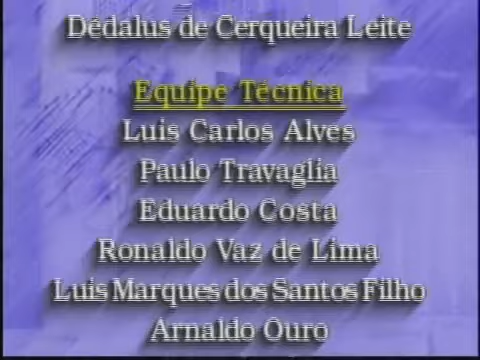 Dédalus de Cerqueira Leite
Equipe Técnica
Luis Carlos Alves
Paulo Travaglia
Eduardo Costa
Ronaldo Vaz de Lima
Luis Marques dos Santos Filho
Arnaldo Ouro